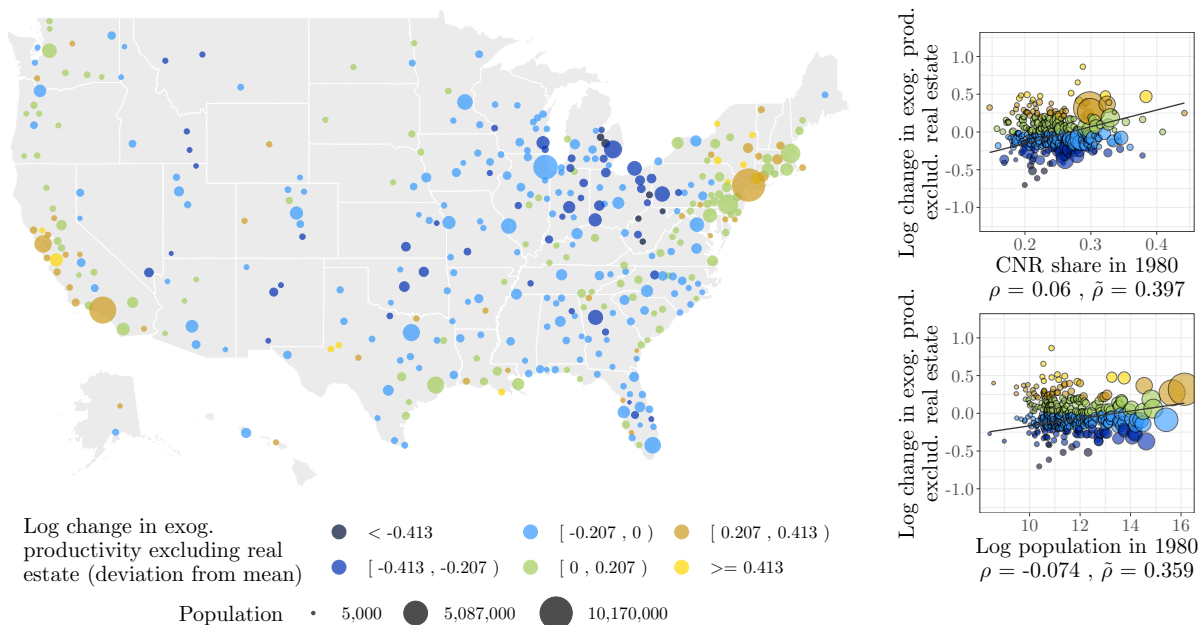 Log change in exog. prod.
exclud. real estate
1.0
0.5
0.0
-0.5
-1.0
0.2
0.3
0.4
CNR share in 1980
ρ = 0.06 , ρ̃ = 0.397
Log change in exog. prod.
exclud. real estate
1.0
0.5
0.0
-0.5
-1.0
10
12
14
16
Log population in 1980
ρ = -0.074 , ρ̃ = 0.359
Log change in exog.
productivity excluding real
estate (deviation from mean)
< -0.413
[ -0.413 , -0.207 )
[ -0.207 , 0 )
[ 0 , 0.207 )
[ 0.207 , 0.413 )
>= 0.413
Population
5,000
5,087,000
10,170,000